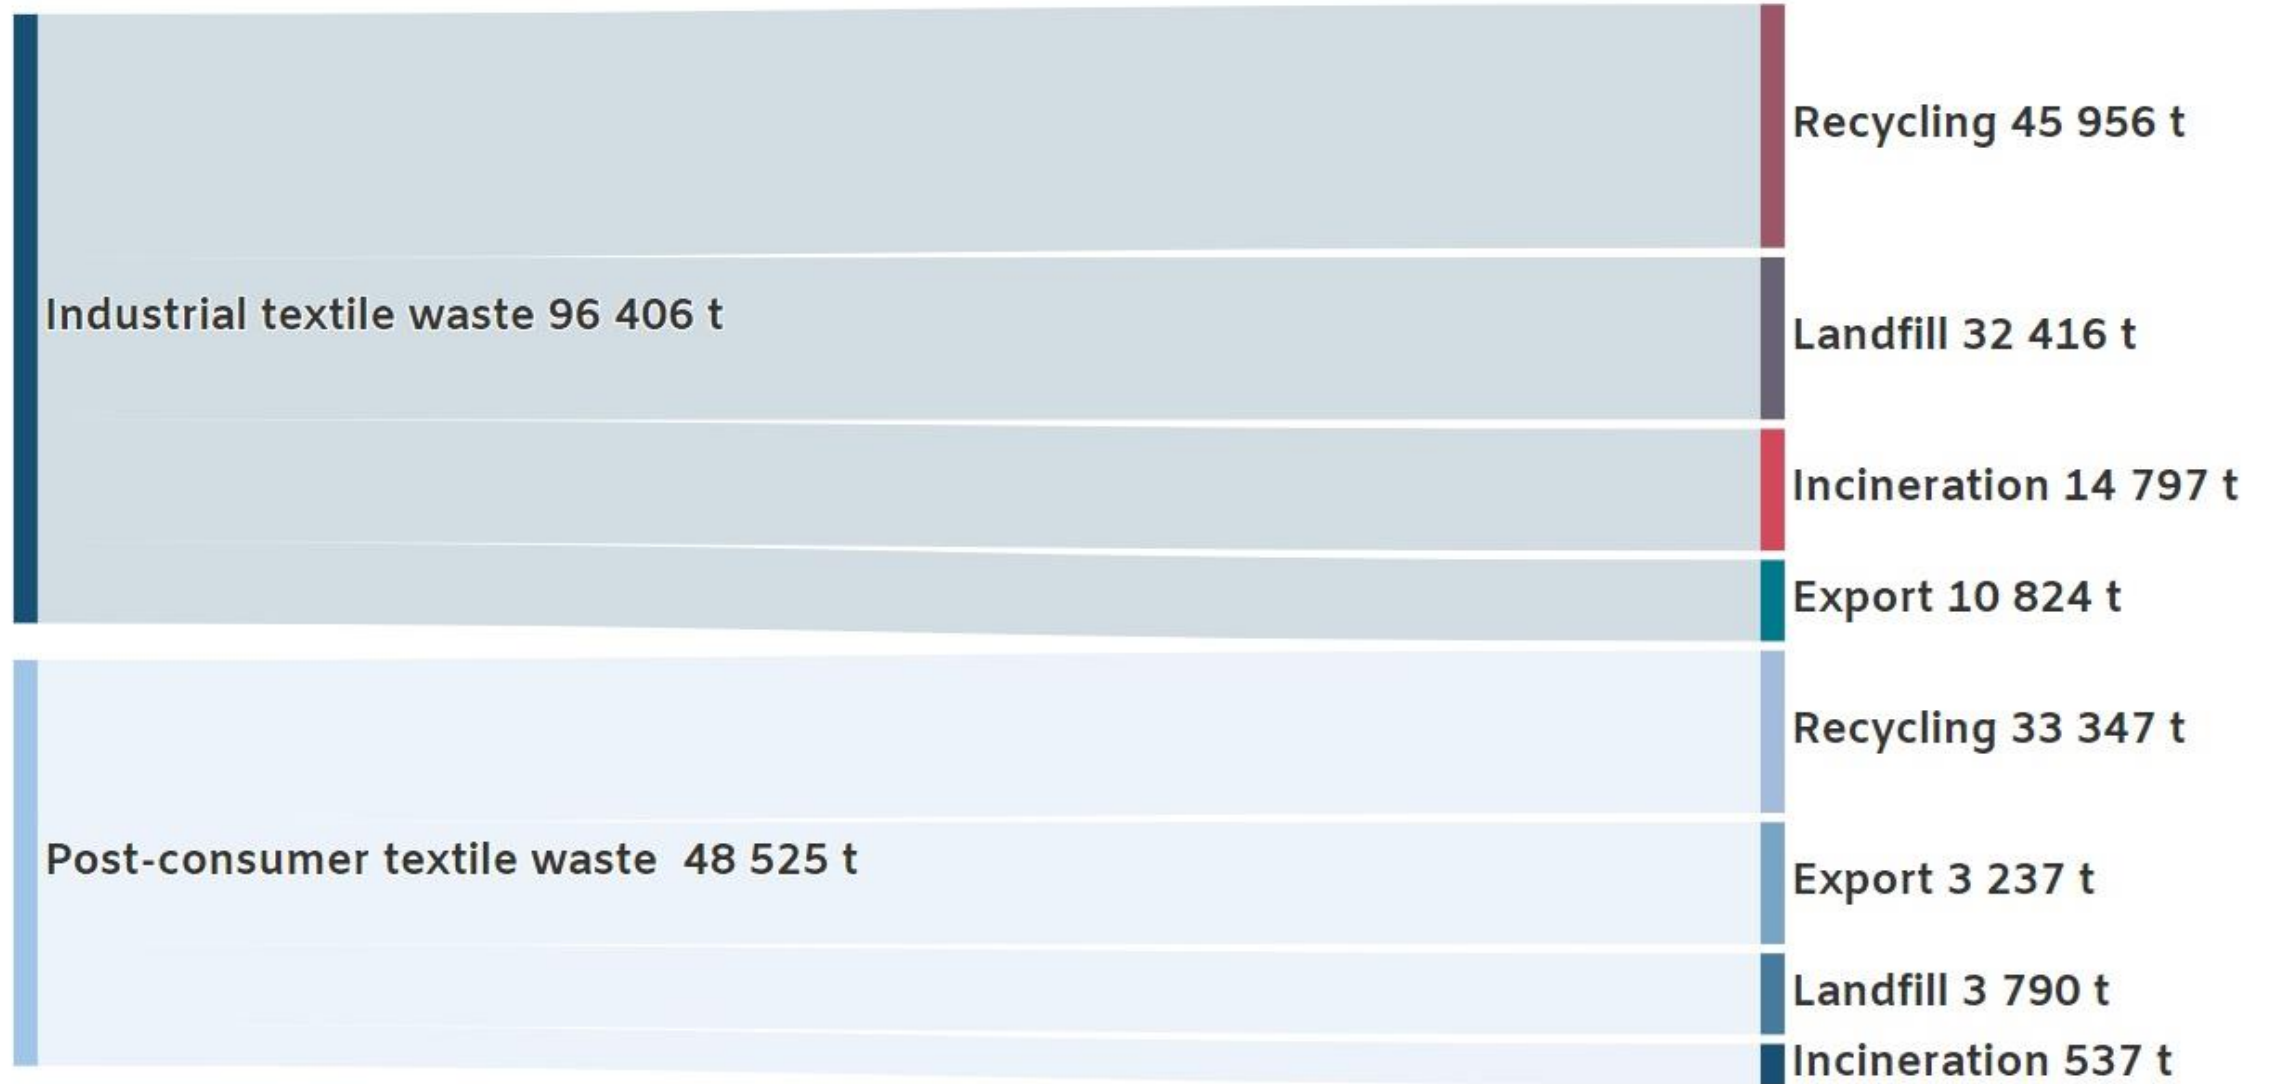 Recycling 45 956 t
Industrial textile waste 96 406 t
Landfill 32 416 t
Incineration 14 797 t
Export 10 824 t
Recycling 33 347 t
Post-consumer textile waste 48 525 t
Export 3 237 t
Landfill 3 790 t
Incineration 537 t